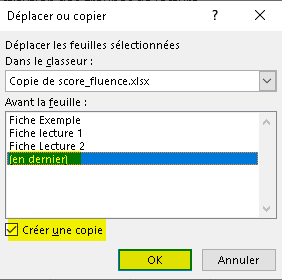 Déplacer ou copier
Déplacer les feuilles sélectionnées
Dans le classeur :
Copie de score_fluence.xlsx
Avant la feuille :
Fiche Exemple
Fiche lecture 1
Fiche Lecture 2
(en dernier)
Créer une copie
OK
Annuler